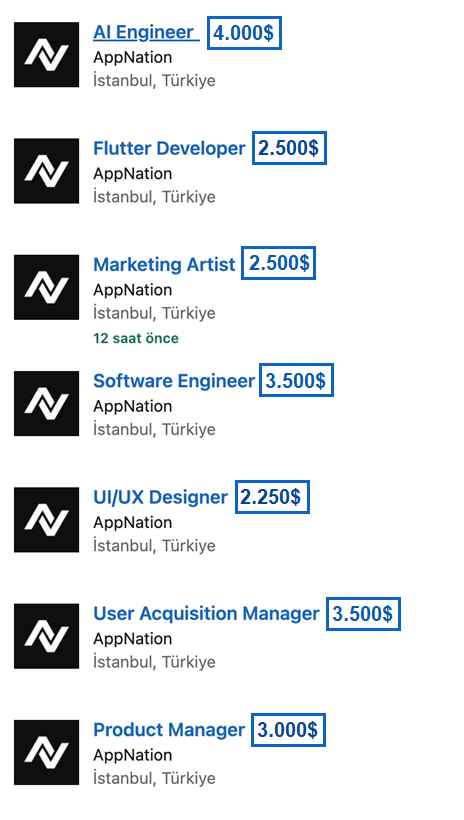 AI Engineer 4.000$
AppNation
İstanbul, Türkiye
Flutter Developer 2.500$
AppNation
İstanbul, Türkiye
Marketing Artist 2.500$
AppNation
İstanbul, Türkiye
12 saat önce
Software Engineer 3.500$
AppNation
İstanbul, Türkiye
UI/UX Designer 2.250$
AppNation
İstanbul, Türkiye
User Acquisition Manager 3.500$
AppNation
İstanbul, Türkiye
Product Manager 3.000$
AppNation
İstanbul, Türkiye